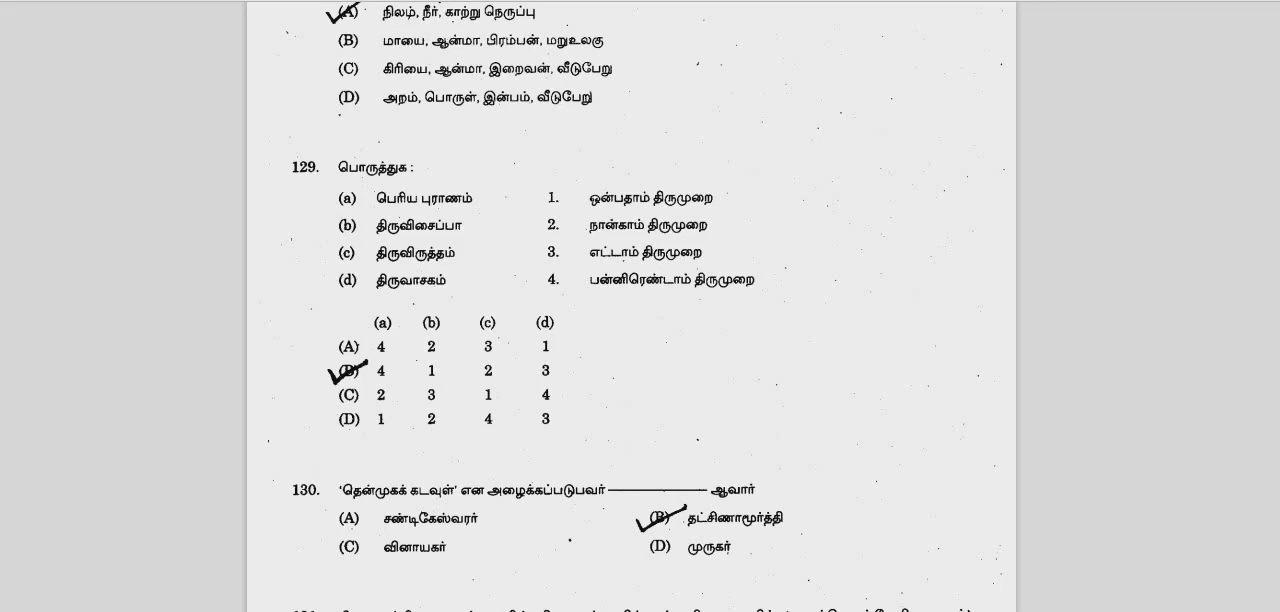 (A) நிலம், நீர், காற்று நெருப்பு
(B) மாயை, ஆன்மா, பிரம்பன், மறுஉலகு
(C) கிரியை, ஆன்மா, இறைவன், வீடுபேறு
(D) அறம், பொருள், இன்பம், வீடுபேறு
129. பொருத்துக :
(a) பெரிய புராணம் 1. ஒன்பதாம் திருமுறை
(b) திருவிசைப்பா 2. நான்காம் திருமுறை
(c) திருவிருத்தம் 3. எட்டாம் திருமுறை
(d) திருவாசகம் 4. பன்னிரெண்டாம் திருமுறை
(a) (b) (c) (d)
(A) 4 2 3 1
(B) 4 1 2 3
(C) 2 3 1 4
(D) 1 2 4 3
130. 'தென்முகக் கடவுள்' என அழைக்கப்படுபவர் ———— ஆவார்
(A) சண்டிகேஸ்வரர் (B) தட்சிணாமூர்த்தி
(C) வினாயகர் (D) முருகர்